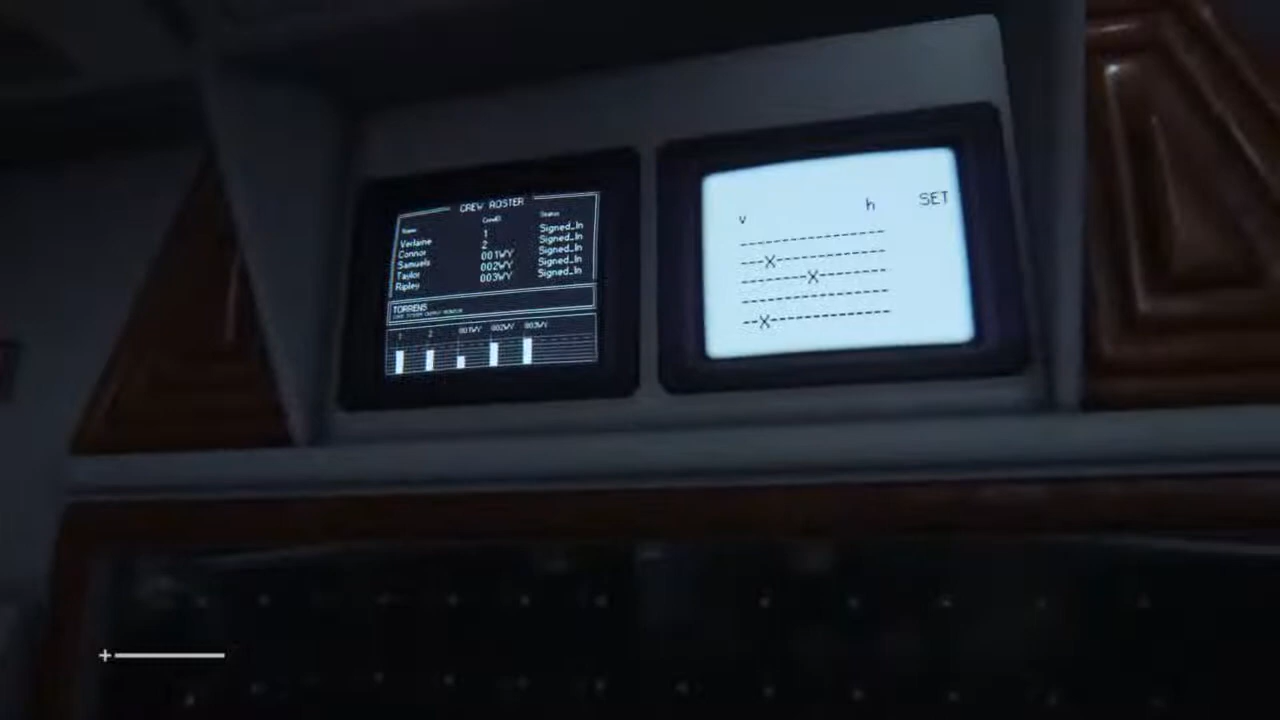 CREW ROSTER
Name CrewID Status
Verlaine 1 Signed_In
Connor 2 Signed_In
Samuels 001WY Signed_In
Taylor 002WY Signed_In
Ripley 003WY Signed_In
TORRENS
1 2 001WY 002WY 003WY
v h SET
-----------------
---X-------------
--------X--------
-----------------
--X--------------